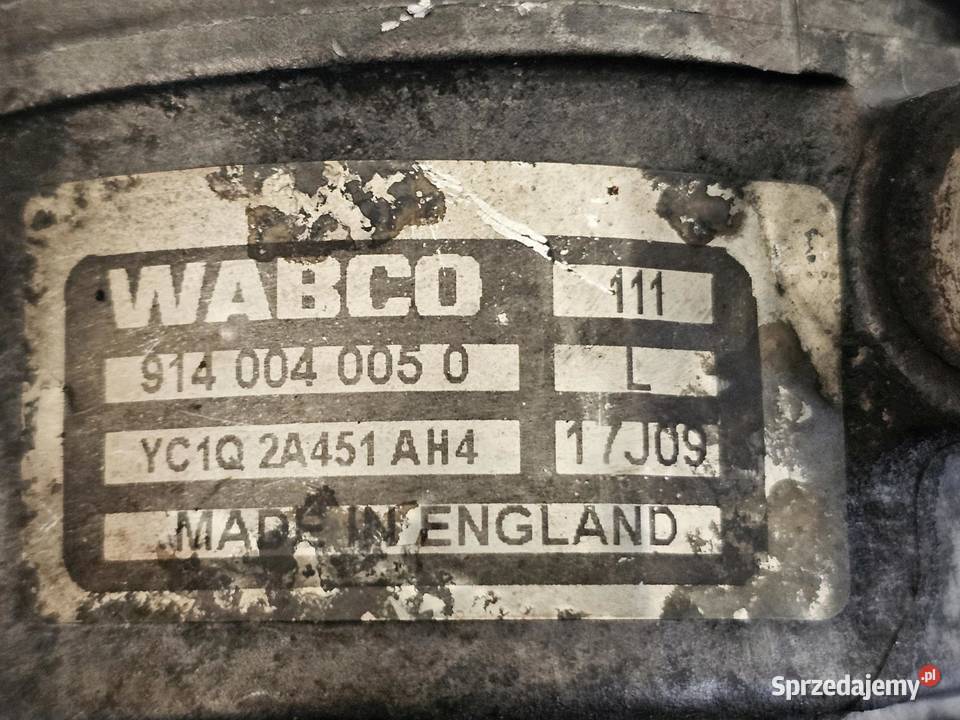 WABCO 111
914 004 005 0 L
YC1Q 2A451 AH4 17J09
MADE IN ENGLAND
Sprzedajemy.pl